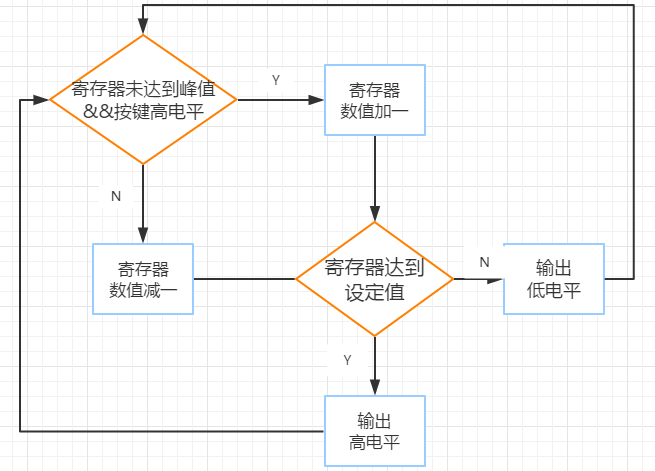 寄存器未达到峰值
&&按键高电平
Y
寄存器
数值加一
N
寄存器
数值减一
寄存器达到
设定值
N
输出
低电平
Y
输出
高电平